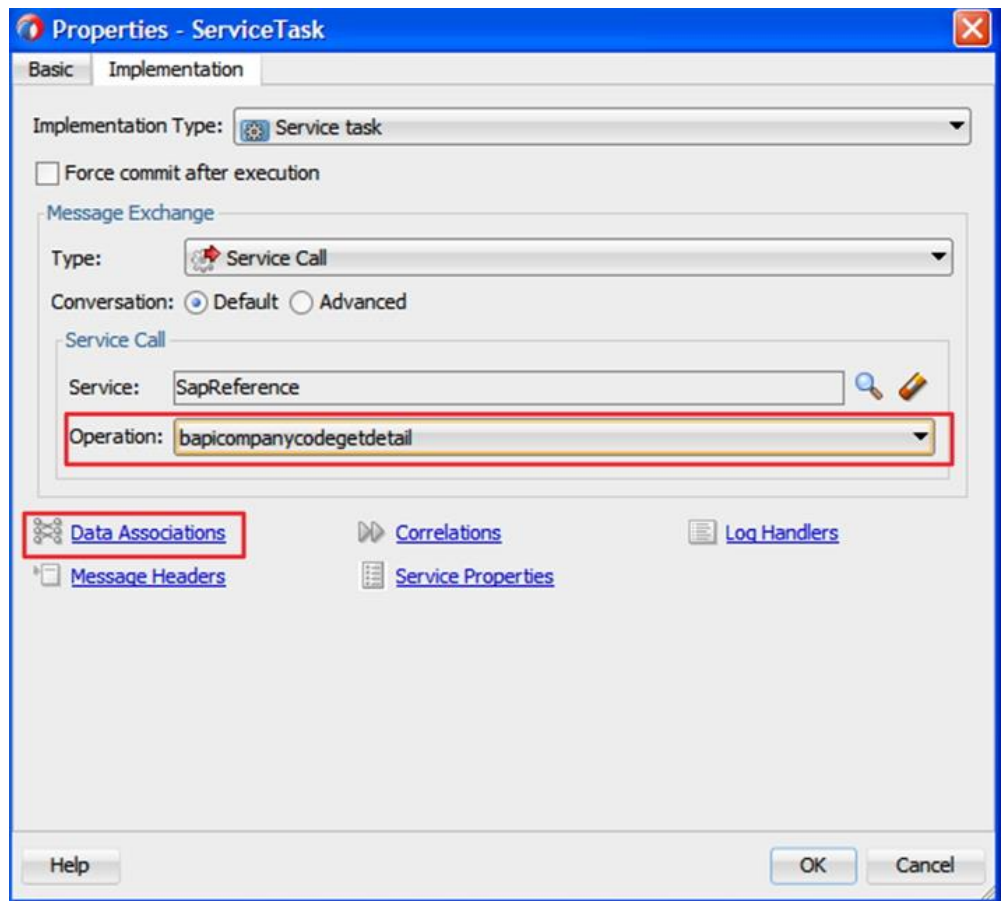 Properties - ServiceTask
Basic Implementation
Implementation Type: Service task
Force commit after execution
Message Exchange
Type: Service Call
Conversation: Default Advanced
Service Call
Service: SapReference
Operation: bapicompanycodegetdetail
Data Associations Correlations Log Handlers
Message Headers Service Properties
Help OK Cancel